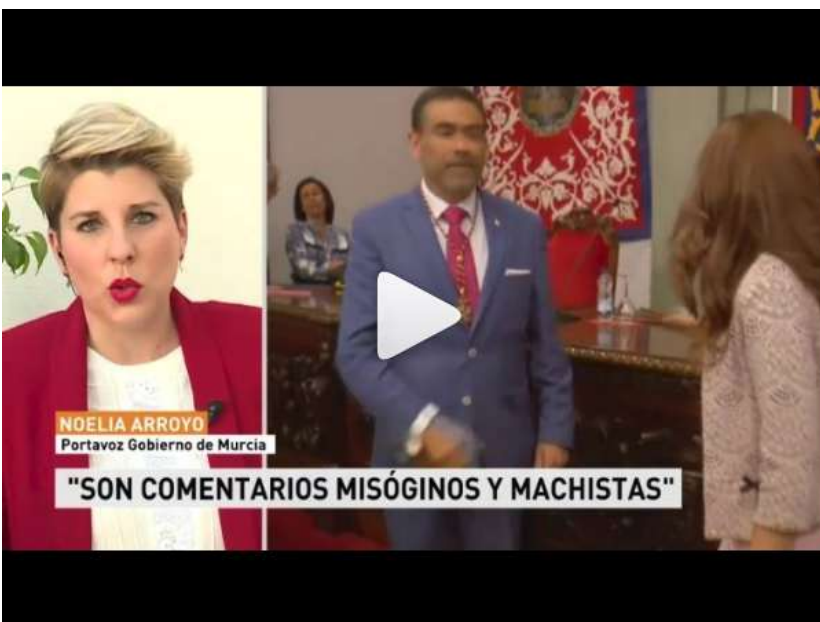 NOELIA ARROYO
Portavoz Gobierno de Murcia
"SON COMENTARIOS MISÓGINOS Y MACHISTAS"